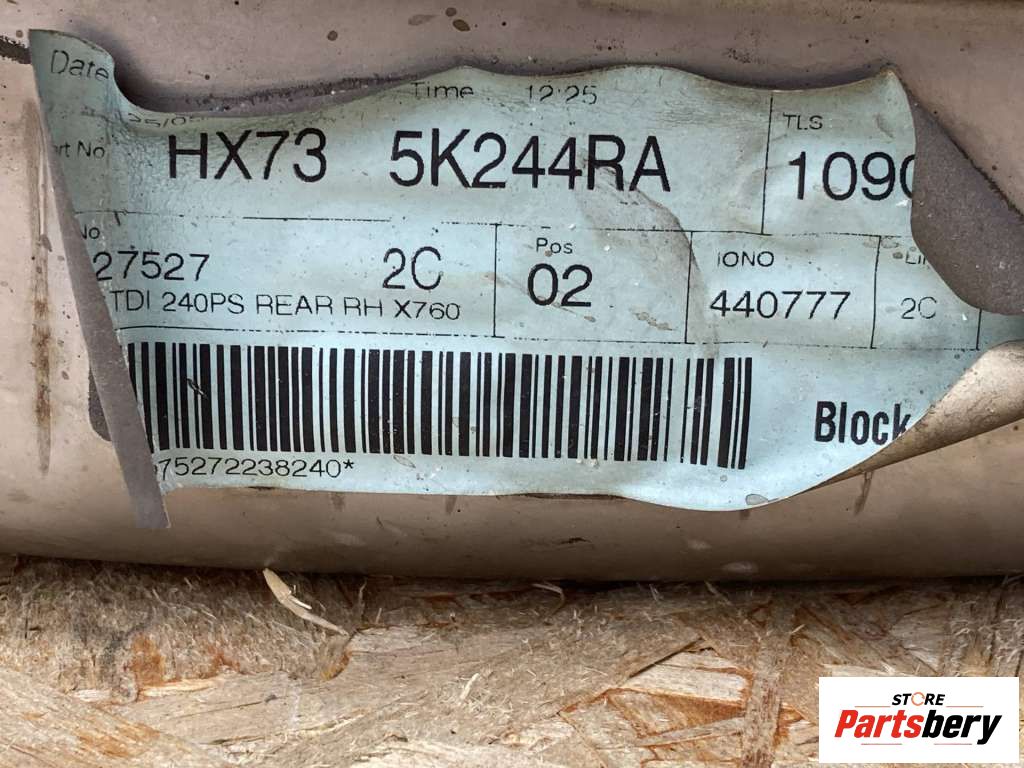 Date
Time 12:25
TLS
HX73 5K244RA
No
27527 2C
Pos
02
IONO
440777
2C
TDI 240PS REAR RH X760
75272238240*
Block
STORE
Partsbery